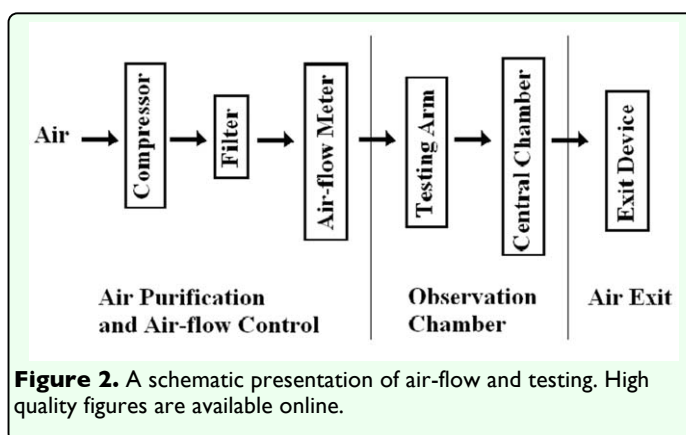 Air
Compressor
Filter
Air-flow Meter
Testing Arm
Central Chamber
Exit Device
Air Purification
and Air-flow Control
Observation
Chamber
Air Exit
Figure 2. A schematic presentation of air-flow and testing. High
quality figures are available online.